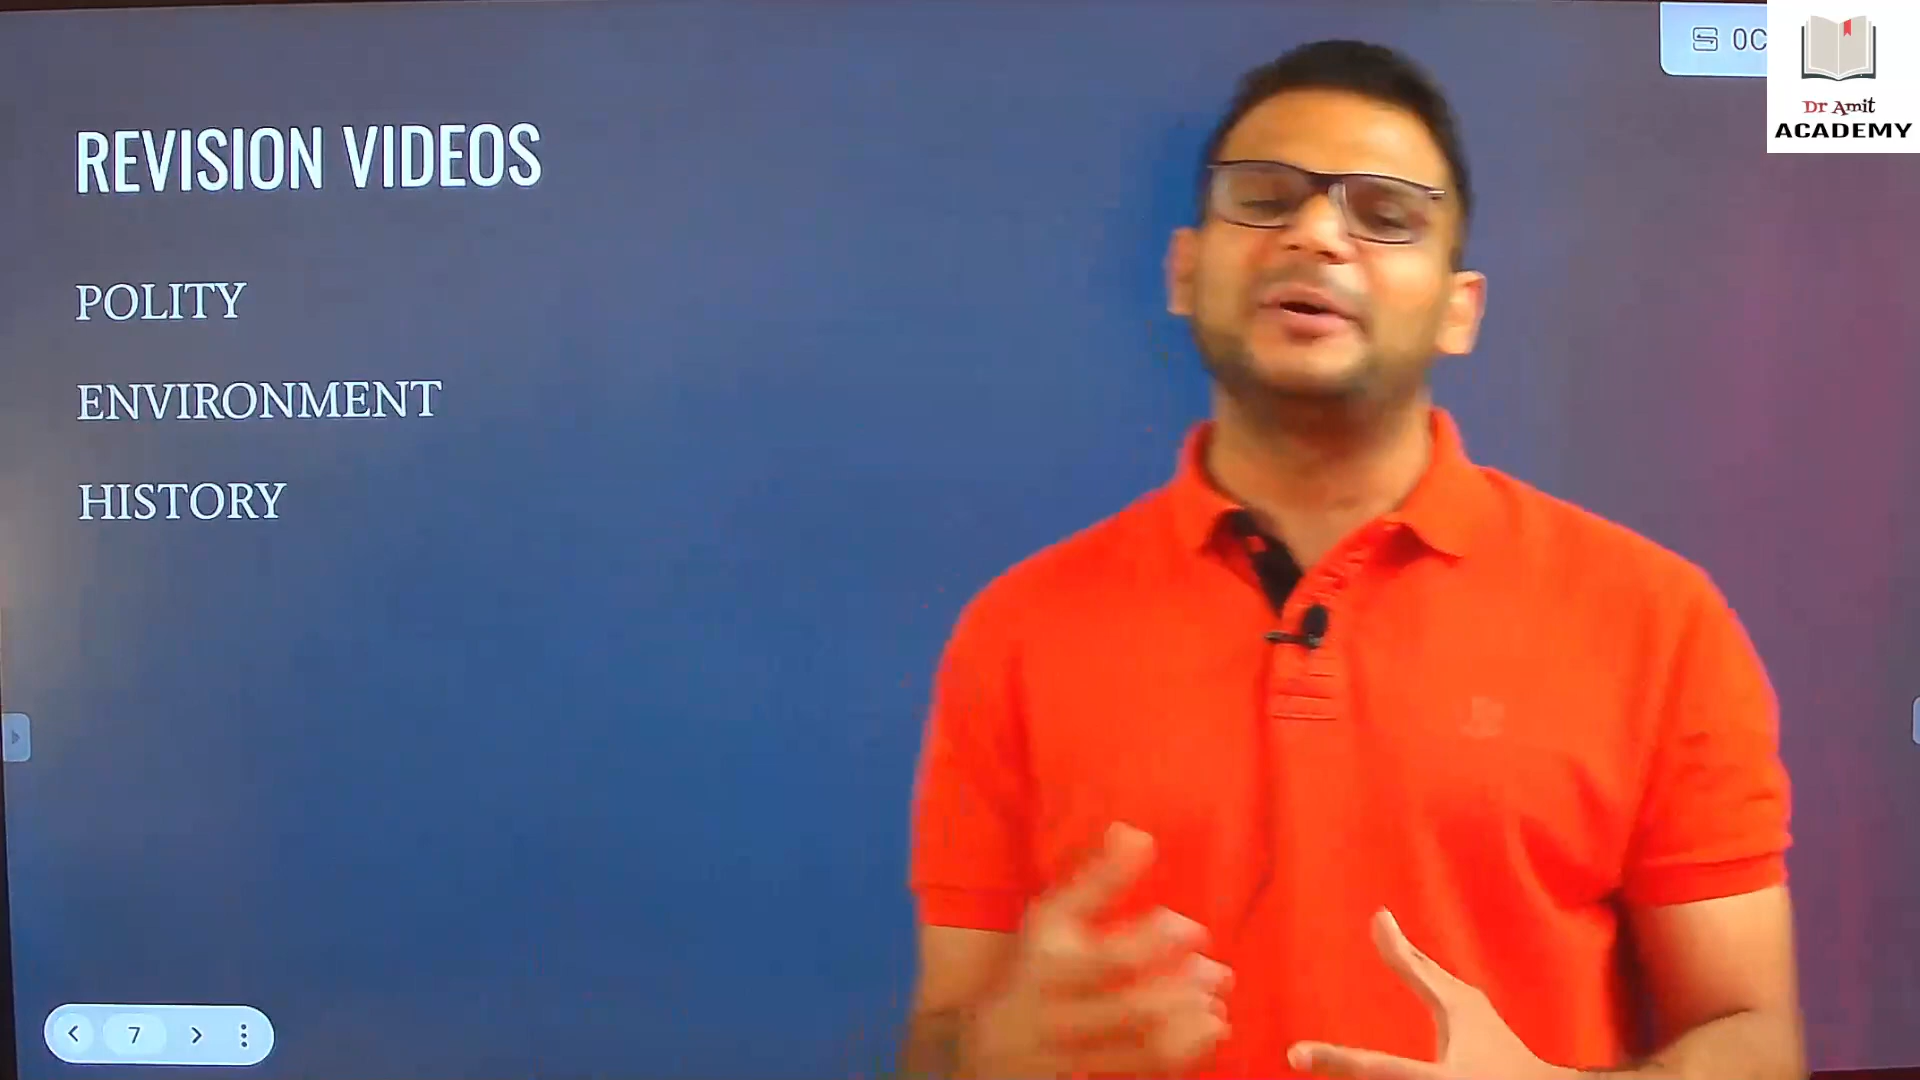 REVISION VIDEOS
POLITY
ENVIRONMENT
HISTORY
7
Dr Amit
ACADEMY